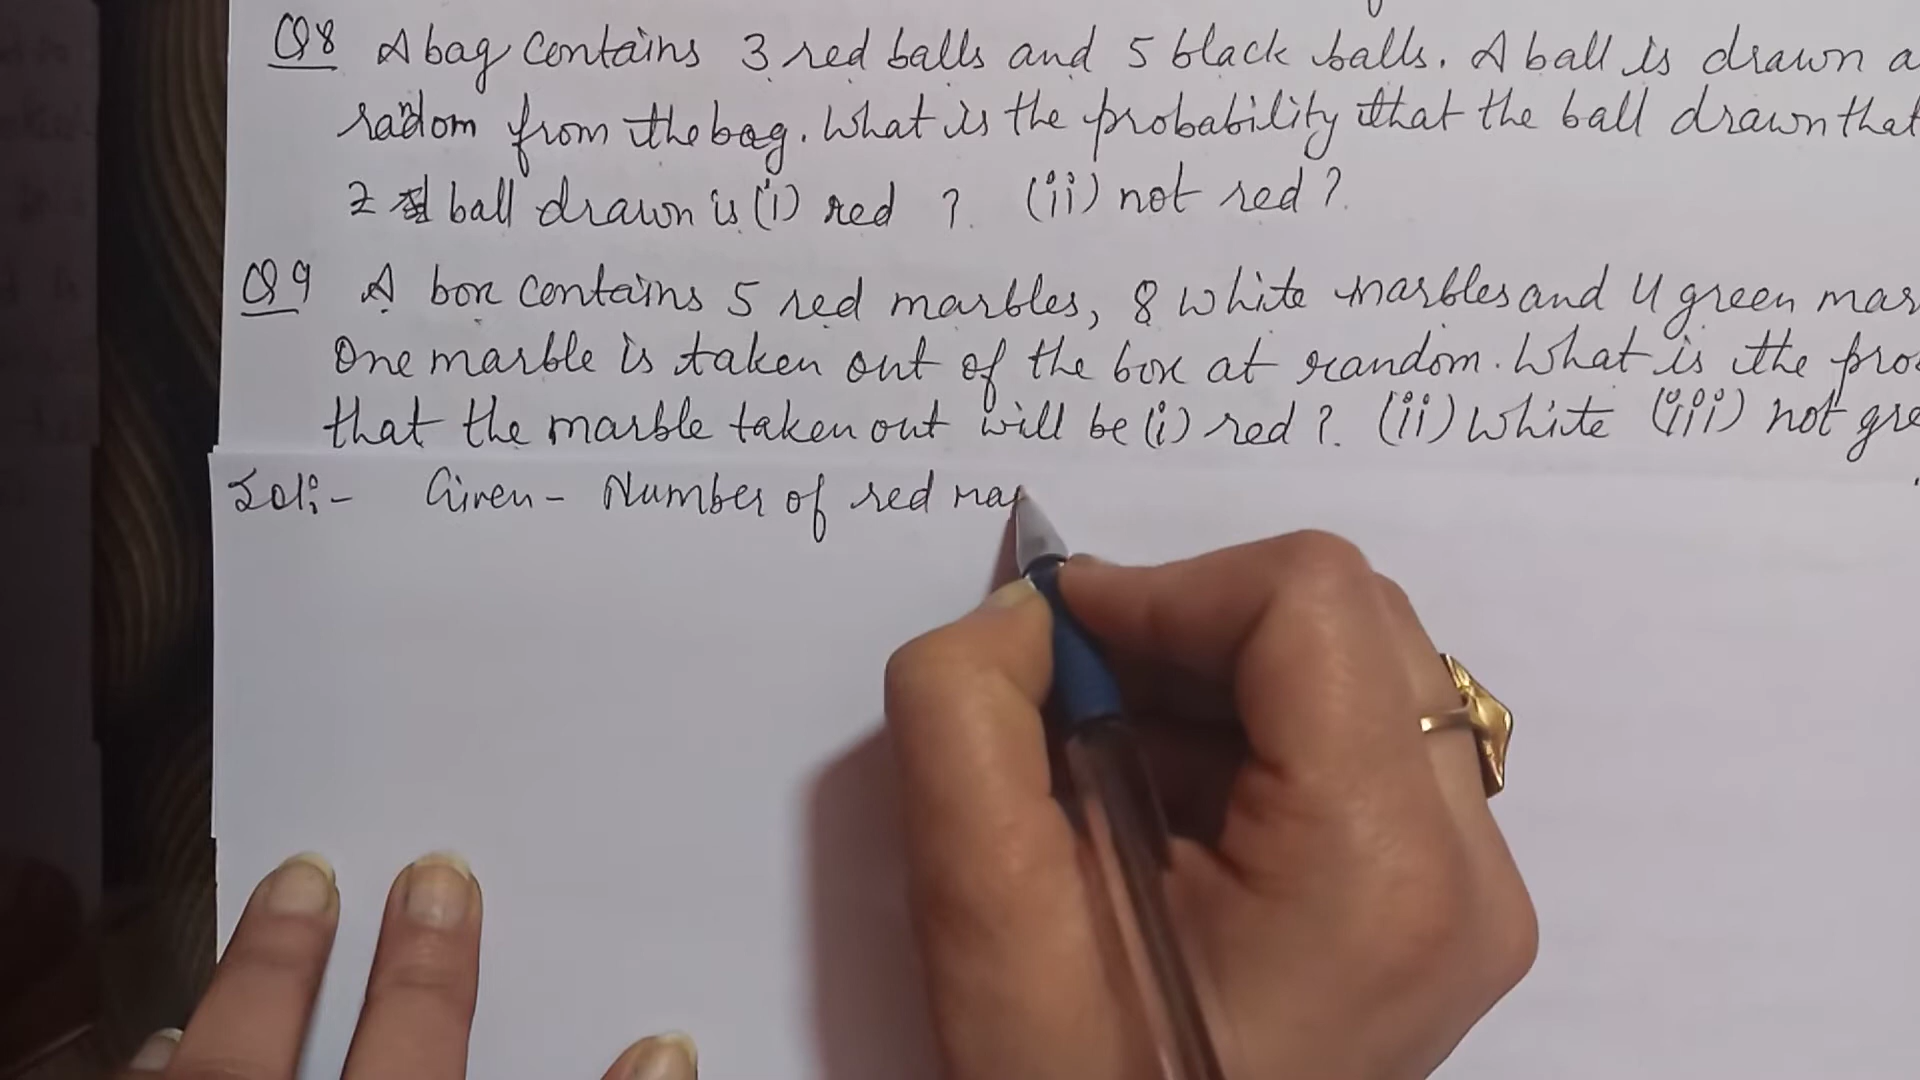 Q8 A bag contains 3 red balls and 5 black balls. A ball is drawn a
radom from the bag. What is the probability that the ball drawn that
ball drawn is (i) red ? (ii) not red ?
Q9 A box contains 5 red marbles, 8 white marbles and 4 green mar
One marble is taken out of the box at random. What is the pro
that the marble taken out will be (i) red ? (ii) White (iii) not gre
Sol:- Given - Number of red mar